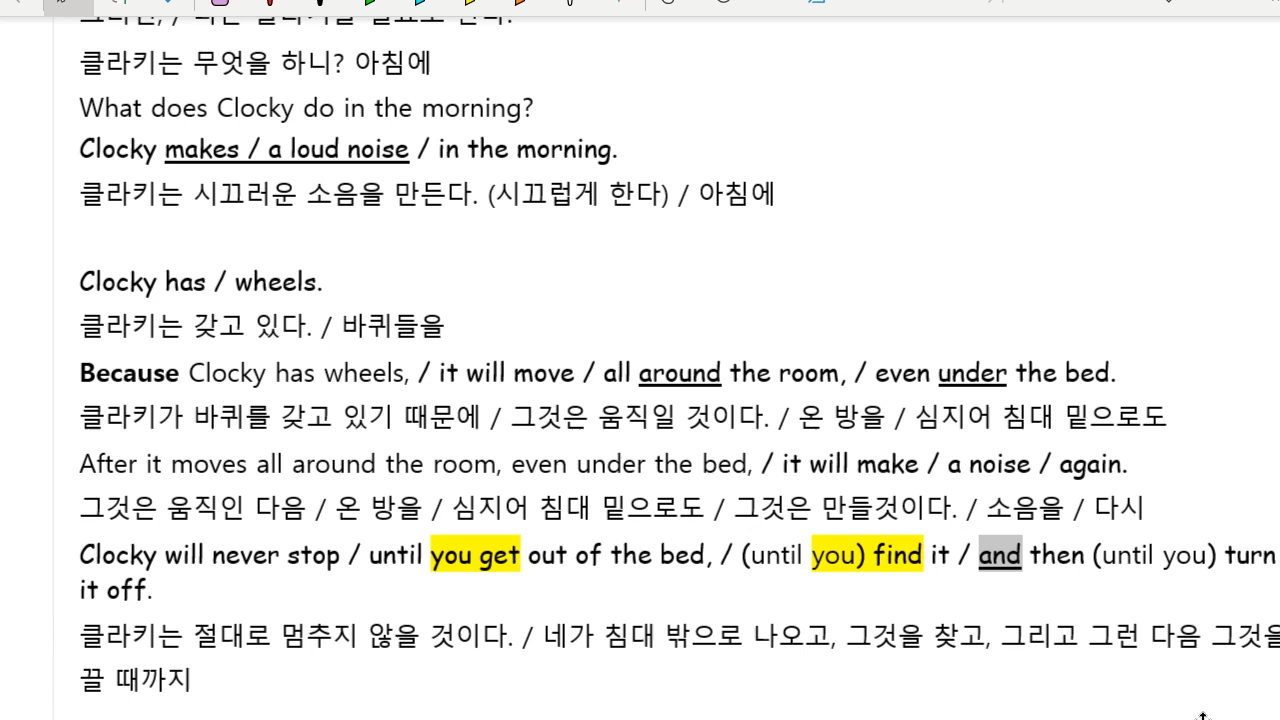 클라키는 무엇을 하니? 아침에
What does Clocky do in the morning?
Clocky makes / a loud noise / in the morning.
클라키는 시끄러운 소음을 만든다. (시끄럽게 한다) / 아침에
Clocky has / wheels.
클라키는 갖고 있다. / 바퀴들을
Because Clocky has wheels, / it will move / all around the room, / even under the bed.
클라키가 바퀴를 갖고 있기 때문에 / 그것은 움직일 것이다. / 온 방을 / 심지어 침대 밑으로도
After it moves all around the room, even under the bed, / it will make / a noise / again.
그것은 움직인 다음 / 온 방을 / 심지어 침대 밑으로도 / 그것은 만들것이다. / 소음을 / 다시
Clocky will never stop / until you get out of the bed, / (until you) find it / and then (until you) turn
it off.
클라키는 절대로 멈추지 않을 것이다. / 네가 침대 밖으로 나오고, 그것을 찾고, 그리고 그런 다음 그것을
끌 때까지